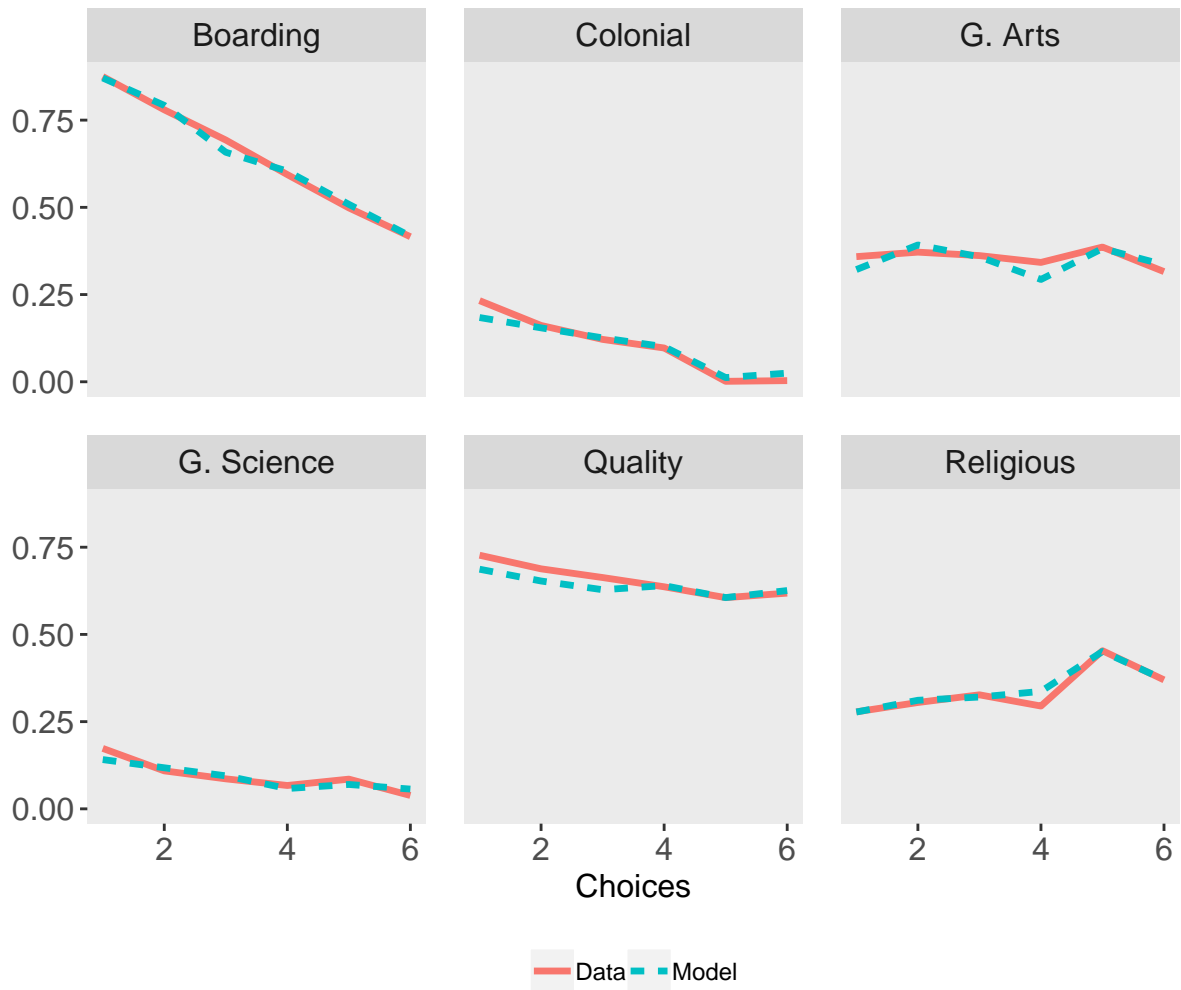 Boarding Colonial G. Arts
0.75
0.50
0.25
0.00
G. Science Quality Religious
0.75
0.50
0.25
0.00
2 4 6 2 4 6 2 4 6
Choices
Data Model